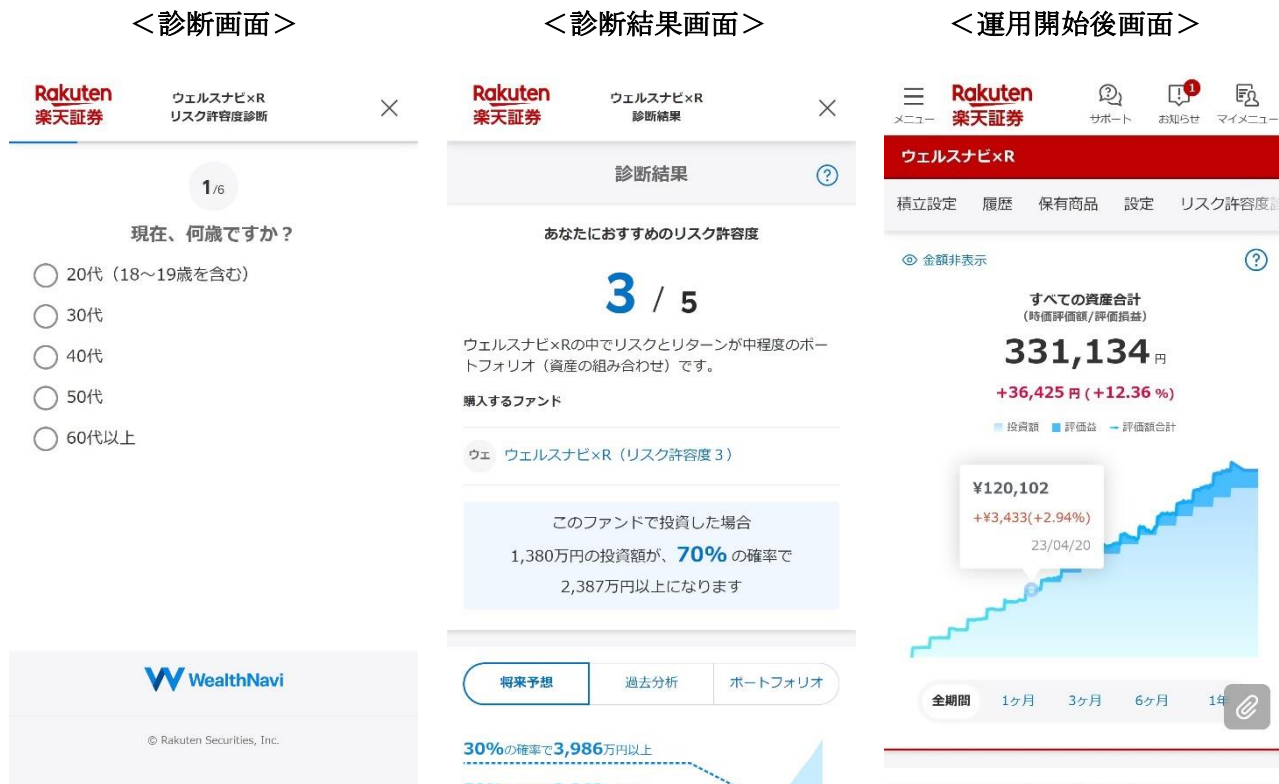 ＜診断画面＞
Rakuten
楽天証券
ウェルスナビ×R
リスク許容度診断
1/6
現在、何歳ですか？
20代（18～19歳を含む）
30代
40代
50代
60代以上
WealthNavi
© Rakuten Securities, Inc.
＜診断結果画面＞
Rakuten
楽天証券
ウェルスナビ×R
診断結果
診断結果
あなたにおすすめのリスク許容度
3 / 5
ウェルスナビ×Rの中でリスクとリターンが中程度のポー
トフォリオ（資産の組み合わせ）です。
購入するファンド
ウェ ウェルスナビ×R（リスク許容度３）
このファンドで投資した場合
1,380万円の投資額が、70% の確率で
2,387万円以上になります
将来予想 過去分析 ポートフォリオ
30%の確率で3,986万円以上
＜運用開始後画面＞
メニュー
Rakuten
楽天証券
サポート
1
お知らせ
マイメニュー
ウェルスナビ×R
積立設定 履歴 保有商品 設定 リスク許容度
金額非表示
すべての資産合計
（時価評価額/評価損益）
331,134 円
+36,425 円 ( +12.36 %)
投資額 評価益 評価額合計
¥120,102
+¥3,433(+2.94%)
23/04/20
全期間 1ヶ月 3ヶ月 6ヶ月 1年